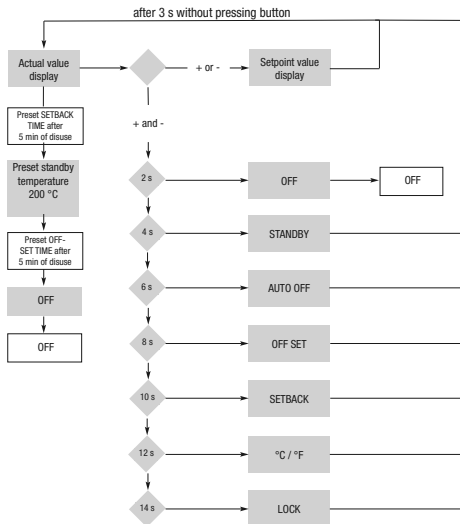 after 3 s without pressing button
Actual value
display
+ or -
Setpoint value
display
Preset SETBACK
TIME after
5 min of disuse
+ and -
Preset standby
temperature
200 °C
2 s
OFF
OFF
Preset OFF-
SET TIME after
5 min of disuse
4 s
STANDBY
OFF
6 s
AUTO OFF
OFF
8 s
OFF SET
10 s
SETBACK
12 s
°C / °F
14 s
LOCK